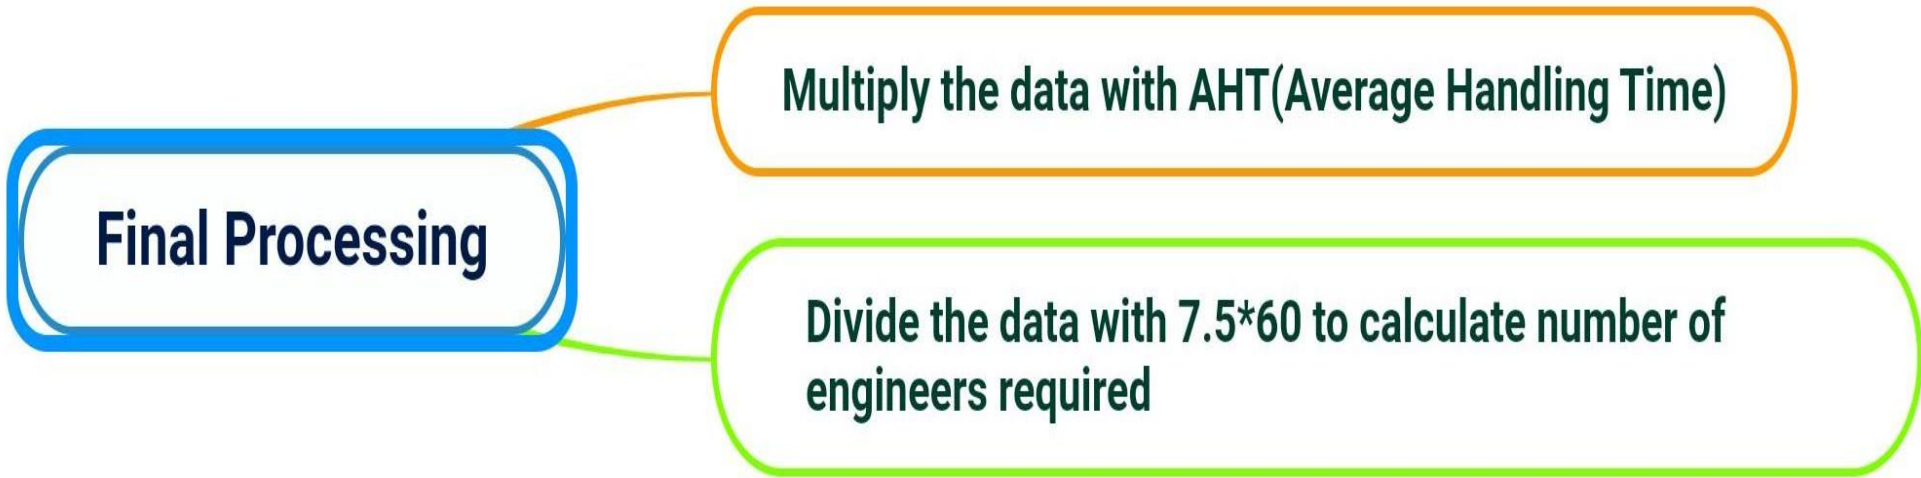 Final Processing
Multiply the data with AHT(Average Handling Time)
Divide the data with 7.5*60 to calculate number of
engineers required